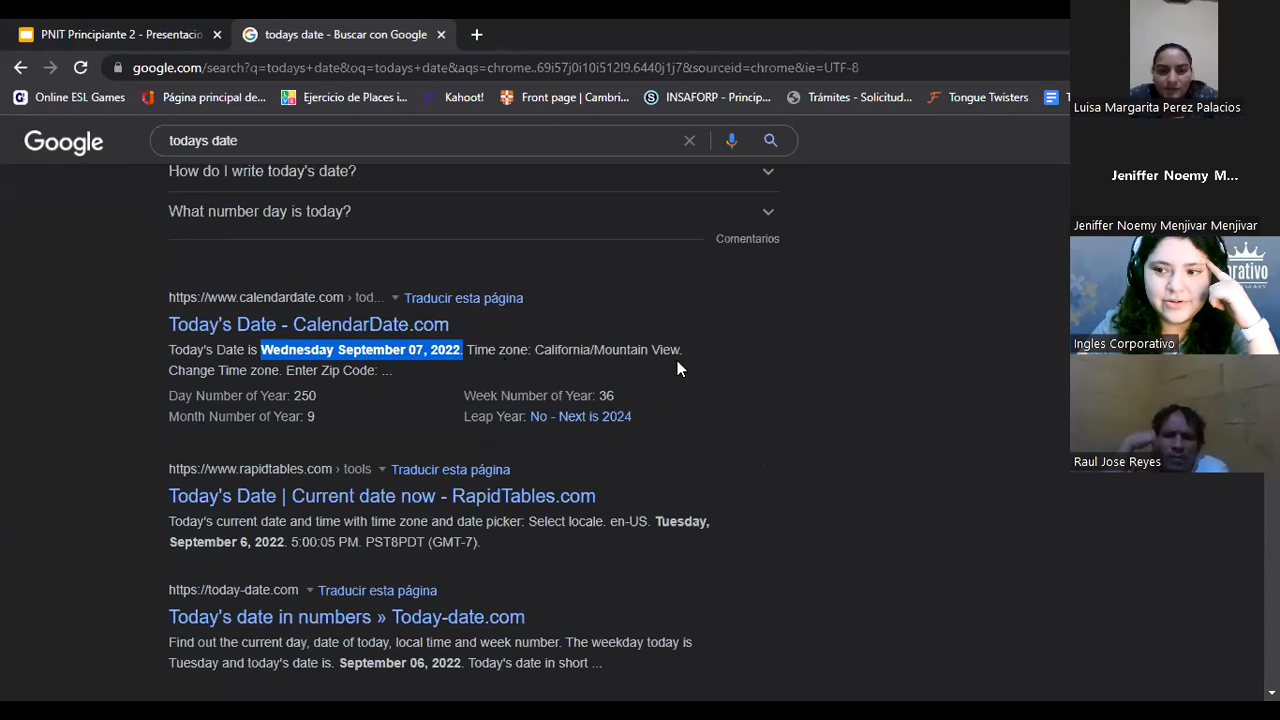 PNIT Principiante 2 - Presentacio
todays date - Buscar con Google
google.com/search?q=todays+date&oq=todays+date&aqs=chrome..69i57j0i10i512l9.6440j1j7&sourceid=chrome&ie=UTF-8
Online ESL Games
Página principal de...
Ejercicio de Places i...
Kahoot!
Front page | Cambri...
INSAFORP - Princip...
Trámites - Solicitud...
Tongue Twisters
Google
todays date
How do I write today's date?
What number day is today?
Comentarios
https://www.calendardate.com › tod... Traducir esta página
Today's Date - CalendarDate.com
Today's Date is Wednesday September 07, 2022. Time zone: California/Mountain View.
Change Time zone. Enter Zip Code: ...
Day Number of Year: 250 Week Number of Year: 36
Month Number of Year: 9 Leap Year: No - Next is 2024
https://www.rapidtables.com › tools Traducir esta página
Today's Date | Current date now - RapidTables.com
Today's current date and time with time zone and date picker: Select locale. en-US. Tuesday,
September 6, 2022. 5:00:05 PM. PST8PDT (GMT-7).
https://today-date.com Traducir esta página
Today's date in numbers » Today-date.com
Find out the current day, date of today, local time and week number. The weekday today is
Tuesday and today's date is. September 06, 2022. Today's date in short ...
Luisa Margarita Perez Palacios
Jeniffer Noemy M...
Jeniffer Noemy Menjivar Menjivar
Ingles Corporativo
Raul Jose Reyes